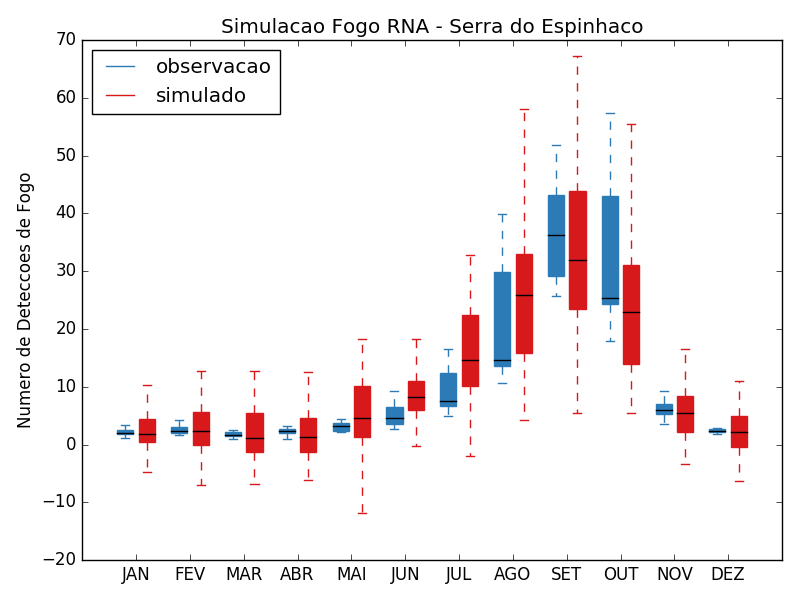 Simulacao Fogo RNA - Serra do Espinhaco
70
60
50
40
30
20
10
0
−10
−20
Numero de Deteccoes de Fogo
observacao
simulado
JAN FEV MAR ABR MAI JUN JUL AGO SET OUT NOV DEZ